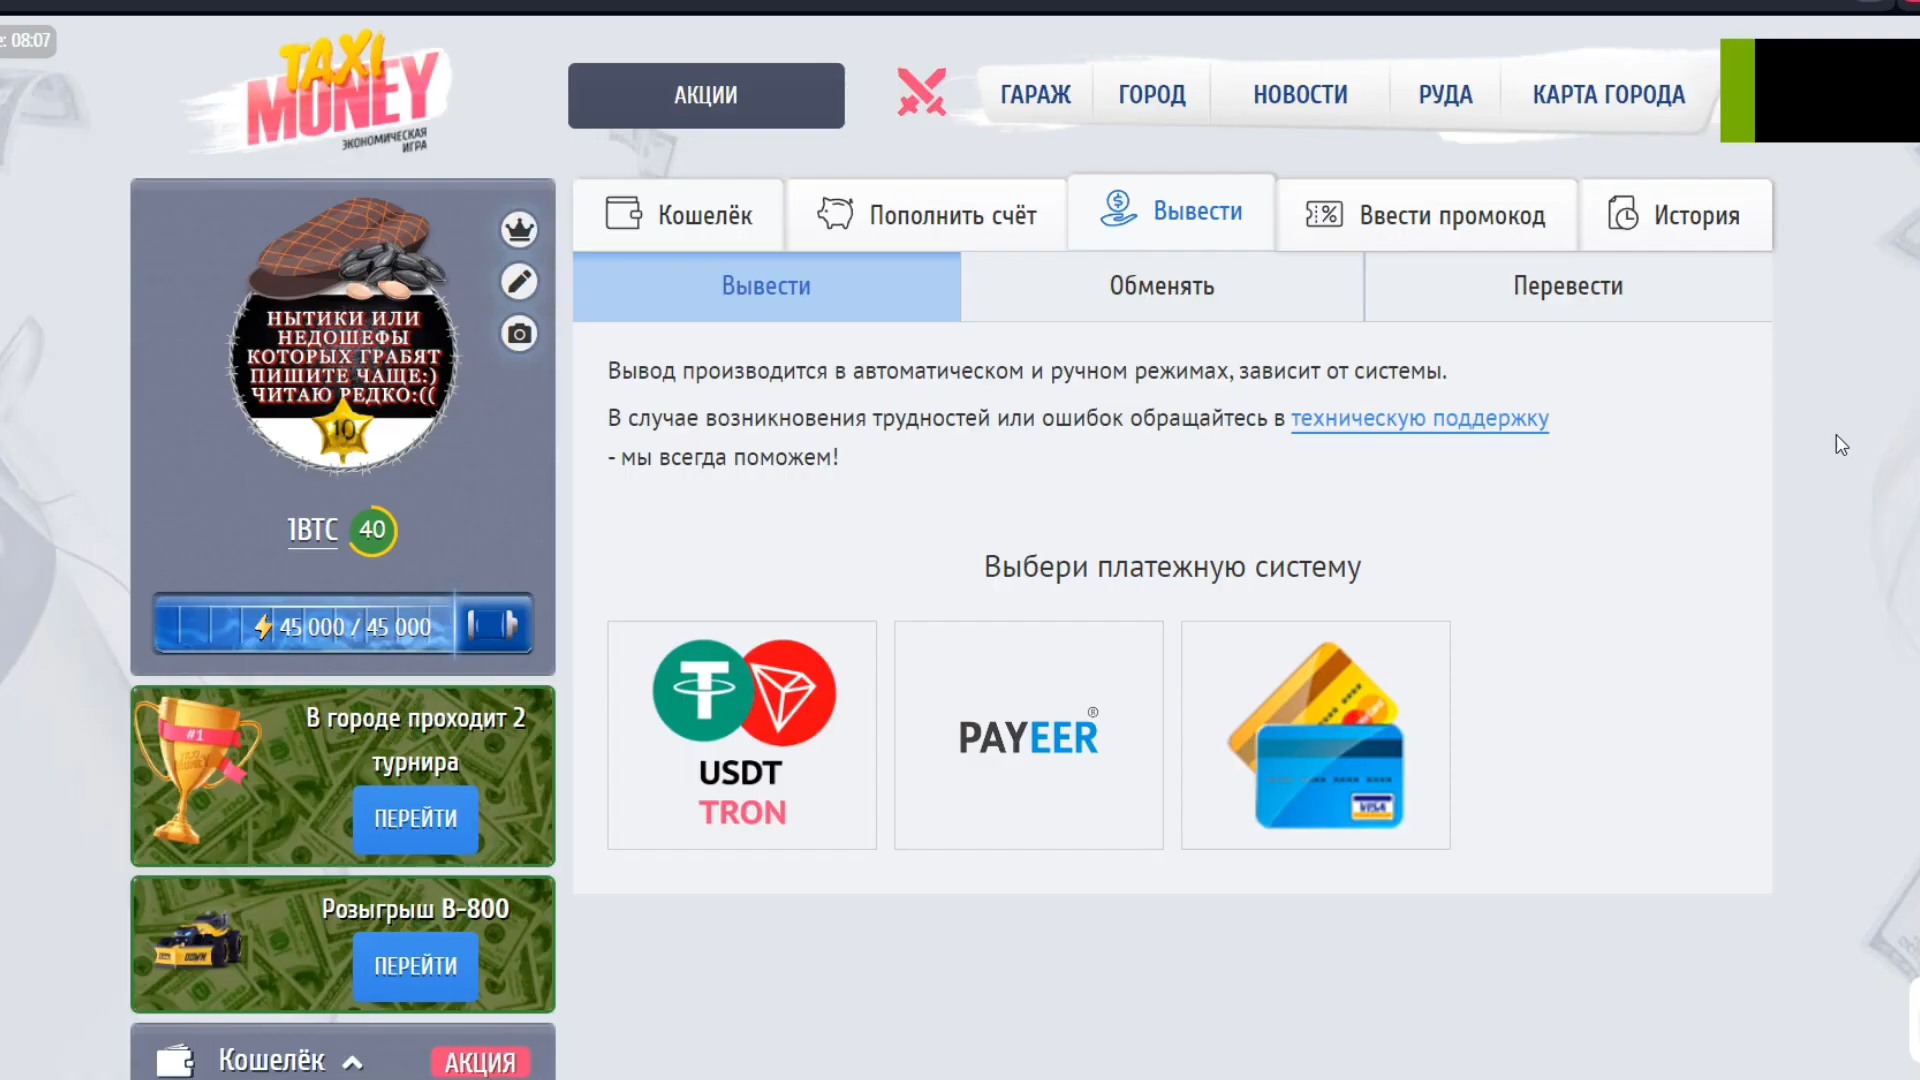 : 08:07
TAXI
MONEY
ЭКОНОМИЧЕСКАЯ
ИГРА
АКЦИИ
ГАРАЖ
ГОРОД
НОВОСТИ
РУДА
КАРТА ГОРОДА
НЫТИКИ ИЛИ
НЕДОШЕФЫ
КОТОРЫХ ГРАБЯТ
ПИШИТЕ ЧАЩЕ:)
ЧИТАЮ РЕДКО:((
10
1BTC 40
45 000 / 45 000
#1
В городе проходит 2
турнира
ПЕРЕЙТИ
Розыгрыш В-800
ПЕРЕЙТИ
Кошелёк
АКЦИЯ
Кошелёк
Пополнить счёт
Вывести
Ввести промокод
История
Вывести
Обменять
Перевести
Вывод производится в автоматическом и ручном режимах, зависит от системы.
В случае возникновения трудностей или ошибок обращайтесь в техническую поддержку
- мы всегда поможем!
Выбери платежную систему
USDT
TRON
PAYEER®
VISA